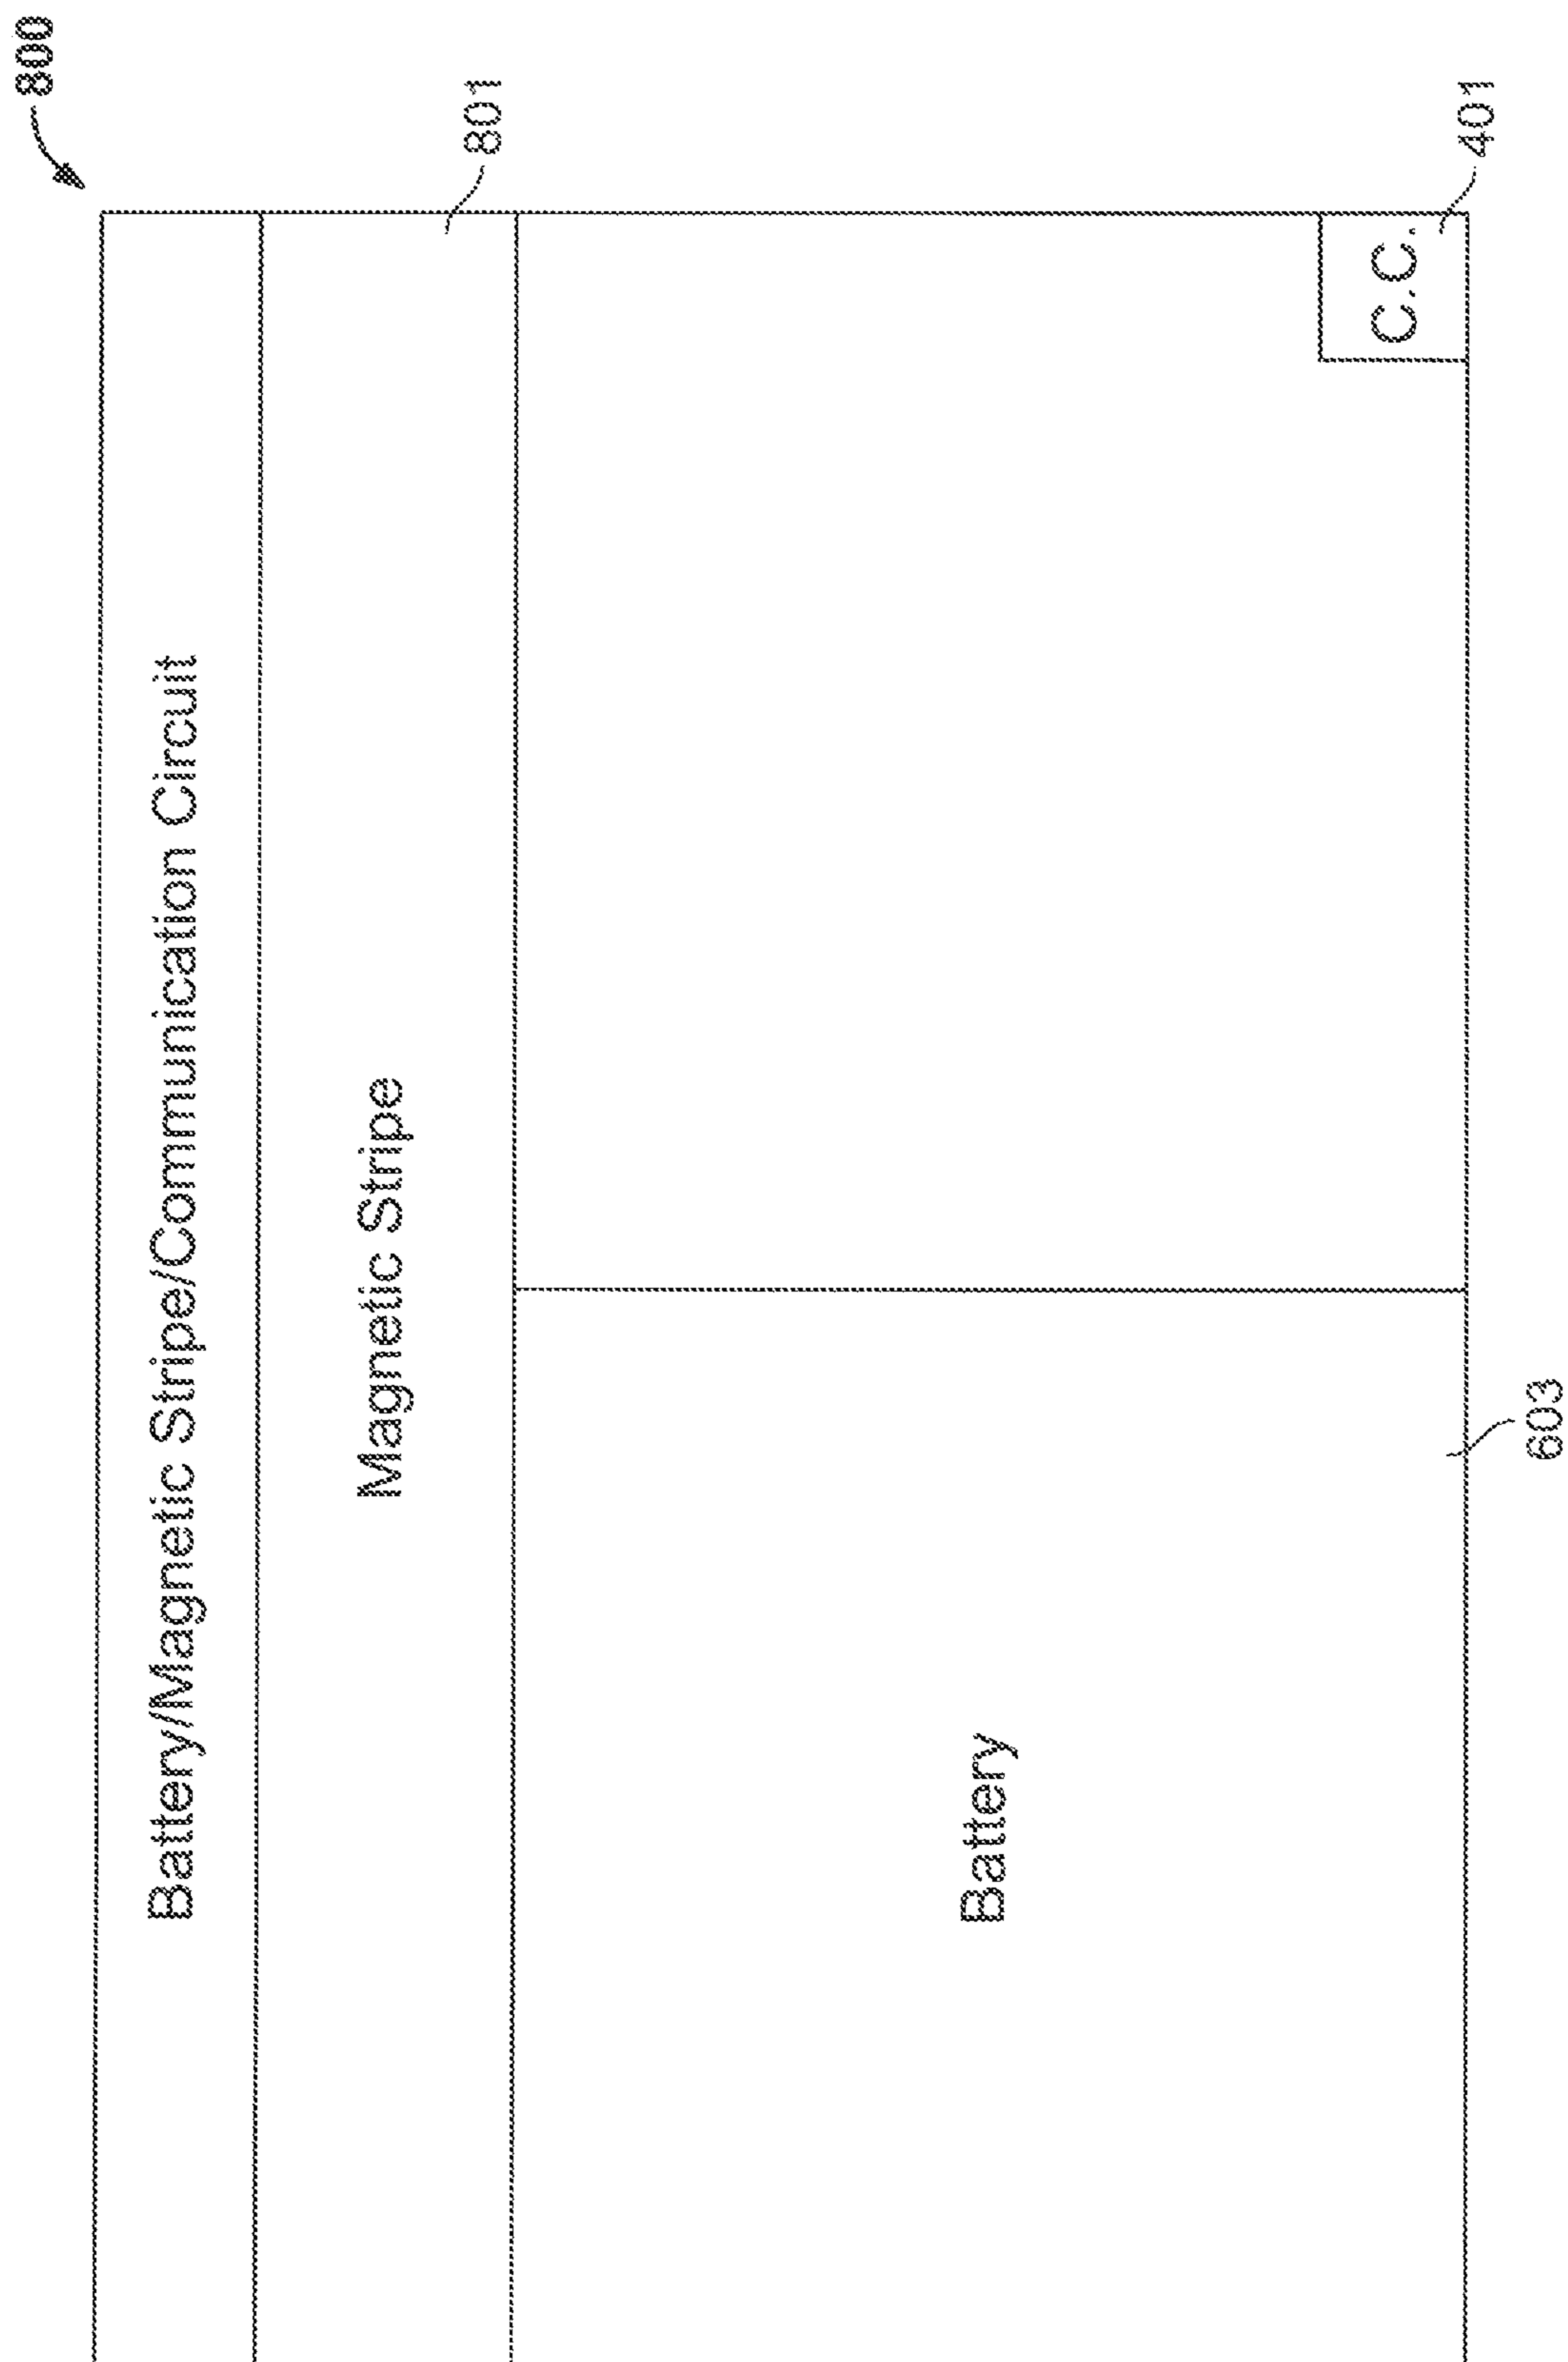 800
Battery/Magnetic Stripe/Communication Circuit
Magnetic Stripe
801
Battery
C.C.
401
603